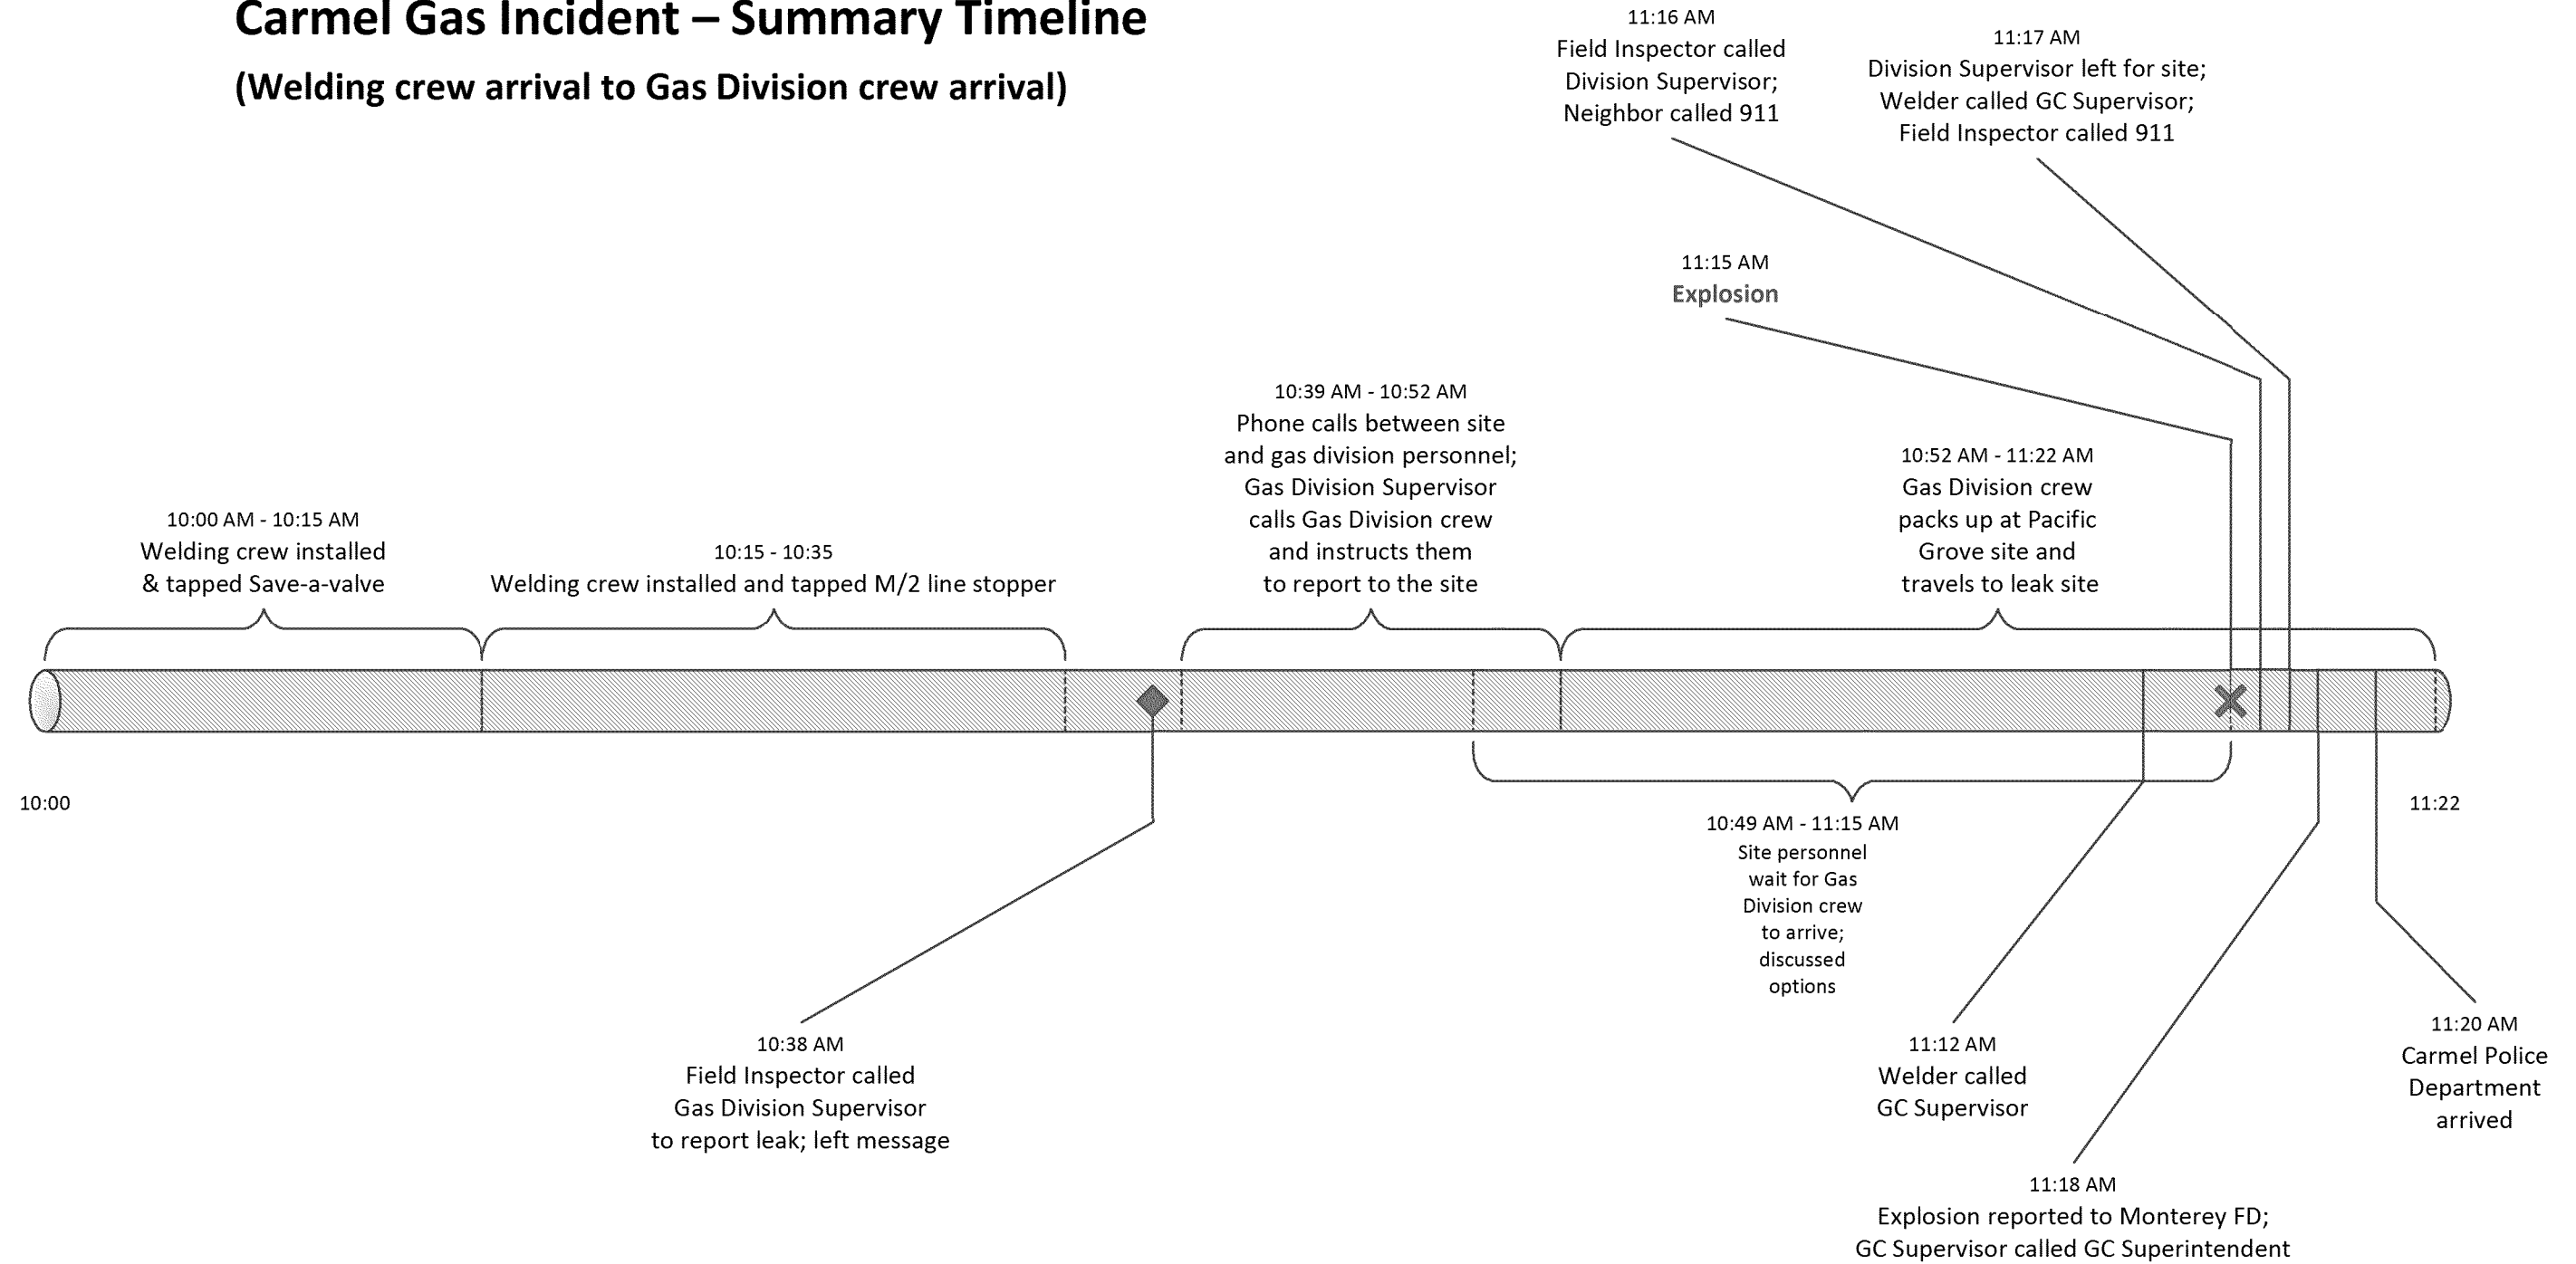 Carmel Gas Incident – Summary Timeline
(Welding crew arrival to Gas Division crew arrival)
10:00 AM - 10:15 AM
Welding crew installed
& tapped Save-a-valve
10:15 - 10:35
Welding crew installed and tapped M/2 line stopper
10:39 AM - 10:52 AM
Phone calls between site
and gas division personnel;
Gas Division Supervisor
calls Gas Division crew
and instructs them
to report to the site
11:16 AM
Field Inspector called
Division Supervisor;
Neighbor called 911
11:17 AM
Division Supervisor left for site;
Welder called GC Supervisor;
Field Inspector called 911
11:15 AM
Explosion
10:52 AM - 11:22 AM
Gas Division crew
packs up at Pacific
Grove site and
travels to leak site
10:00
11:22
10:38 AM
Field Inspector called
Gas Division Supervisor
to report leak; left message
10:49 AM - 11:15 AM
Site personnel
wait for Gas
Division crew
to arrive;
discussed
options
11:12 AM
Welder called
GC Supervisor
11:18 AM
Explosion reported to Monterey FD;
GC Supervisor called GC Superintendent
11:20 AM
Carmel Police
Department
arrived